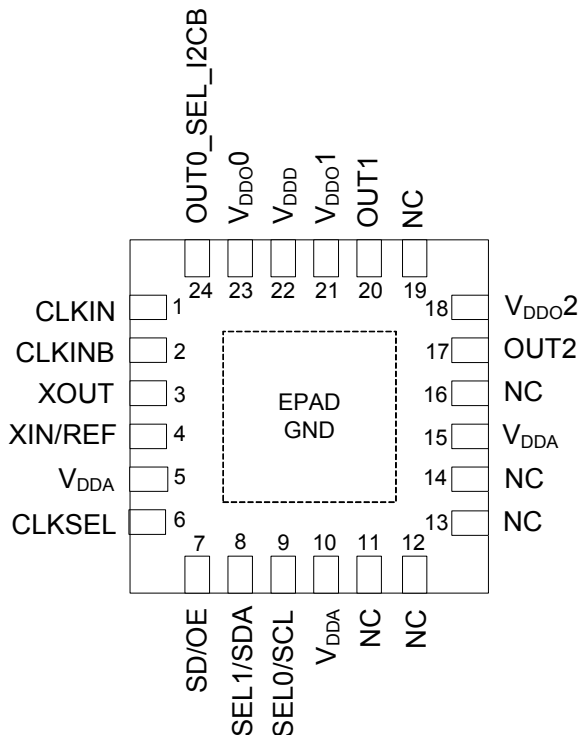 OUT0_SEL_I2CB
VDDO0
VDDD
VDDO1
OUT1
NC
24 23 22 21 20 19
CLKIN 1
CLKINB 2
XOUT 3
XIN/REF 4
VDDA 5
CLKSEL 6
EPAD
GND
18 VDDO2
17 OUT2
16 NC
15 VDDA
14 NC
13 NC
7 8 9 10 11 12
SD/OE
SEL1/SDA
SEL0/SCL
VDDA
NC
NC